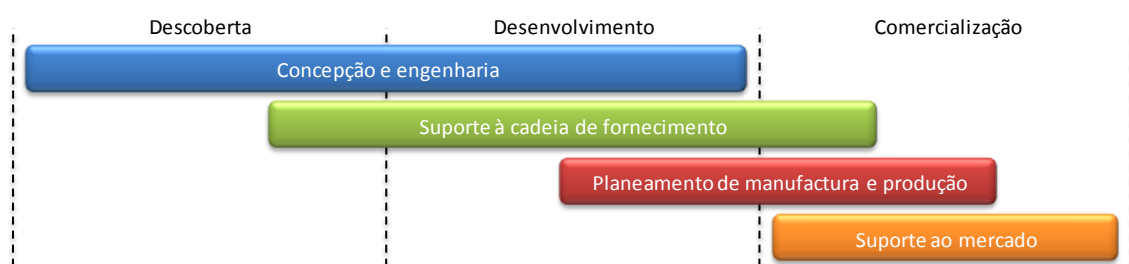 Descoberta
Desenvolvimento
Comercialização
Concepção e engenharia
Suporte à cadeia de fornecimento
Planeamento de manufactura e produção
Suporte ao mercado